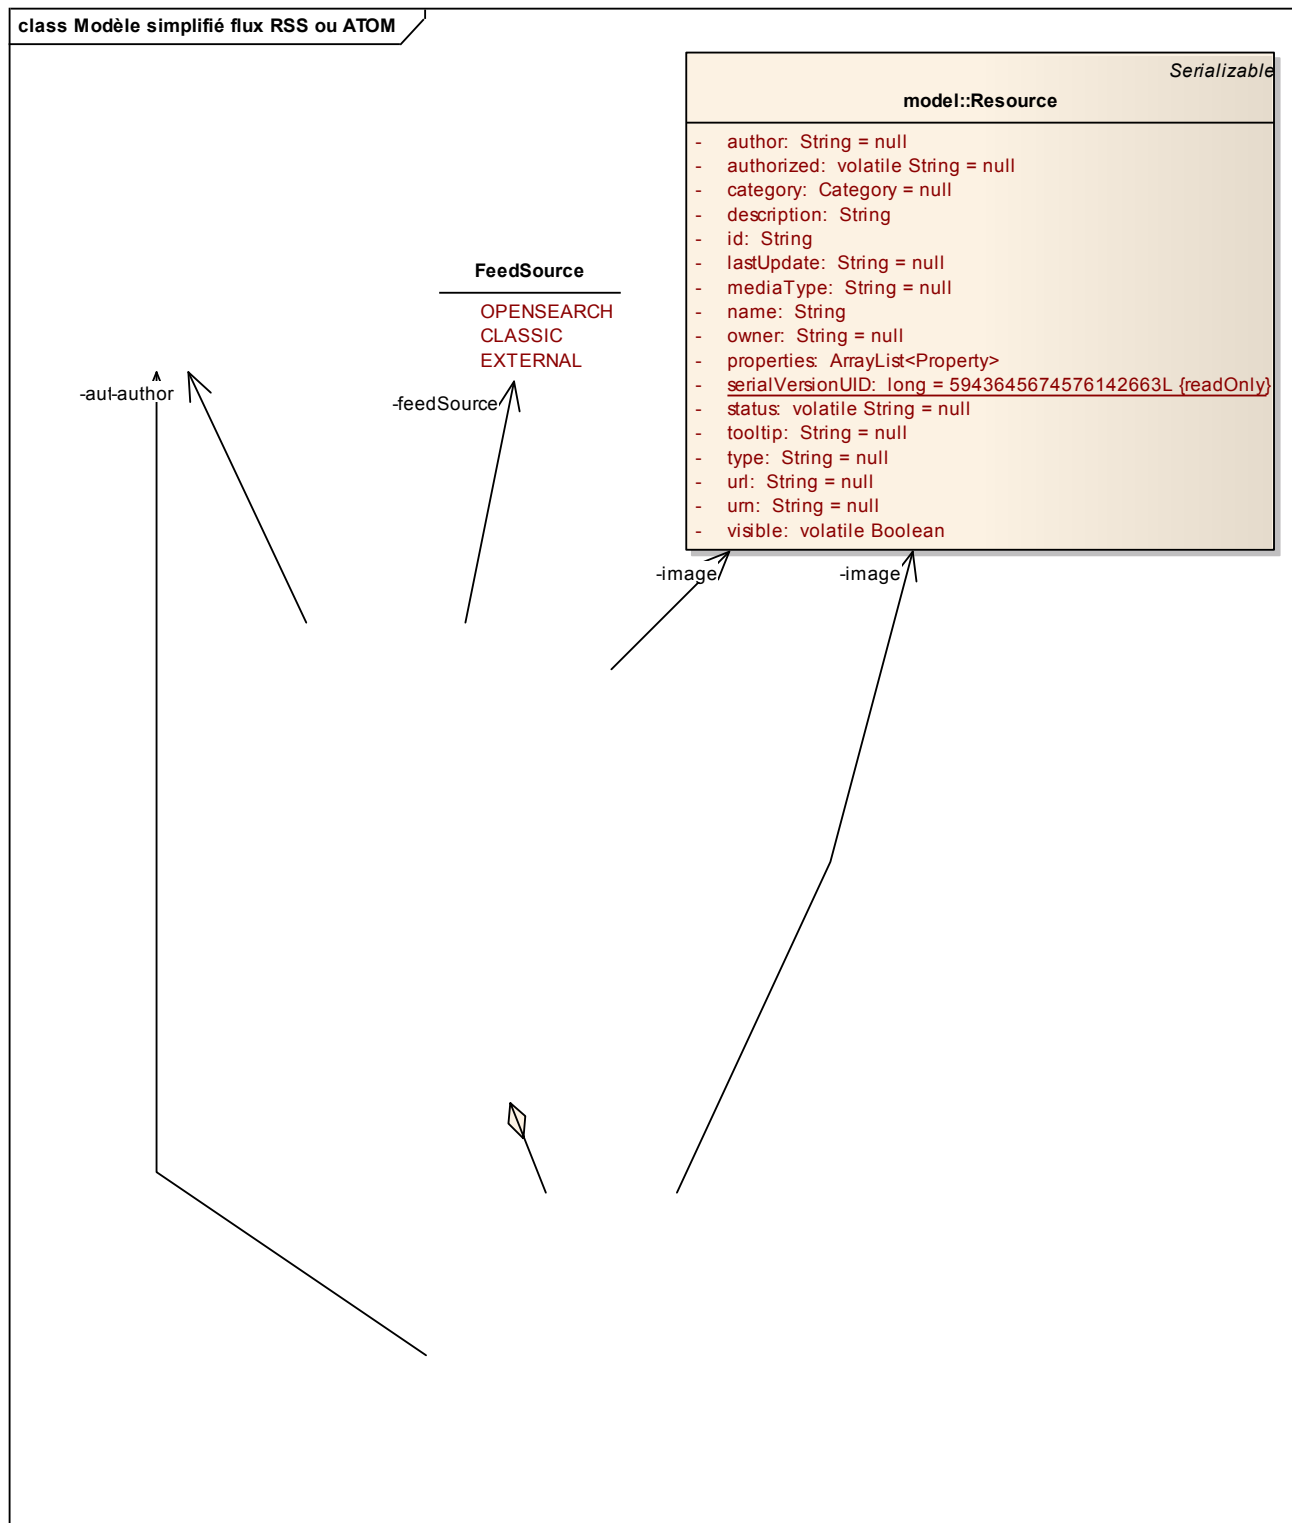 class Modèle simplifié flux RSS ou ATOM
Serializable
model::Resource
- author: String = null
- authorized: volatile String = null
- category: Category = null
- description: String
- id: String
- lastUpdate: String = null
- mediaType: String = null
- name: String
- owner: String = null
- properties: ArrayList<Property>
- serialVersionUID: long = 5943645674576142663L {readOnly}
- status: volatile String = null
- tooltip: String = null
- type: String = null
- url: String = null
- urn: String = null
- visible: volatile Boolean
FeedSource
OPENSEARCH
CLASSIC
EXTERNAL
-aut-author
-feedSource
-image
-image